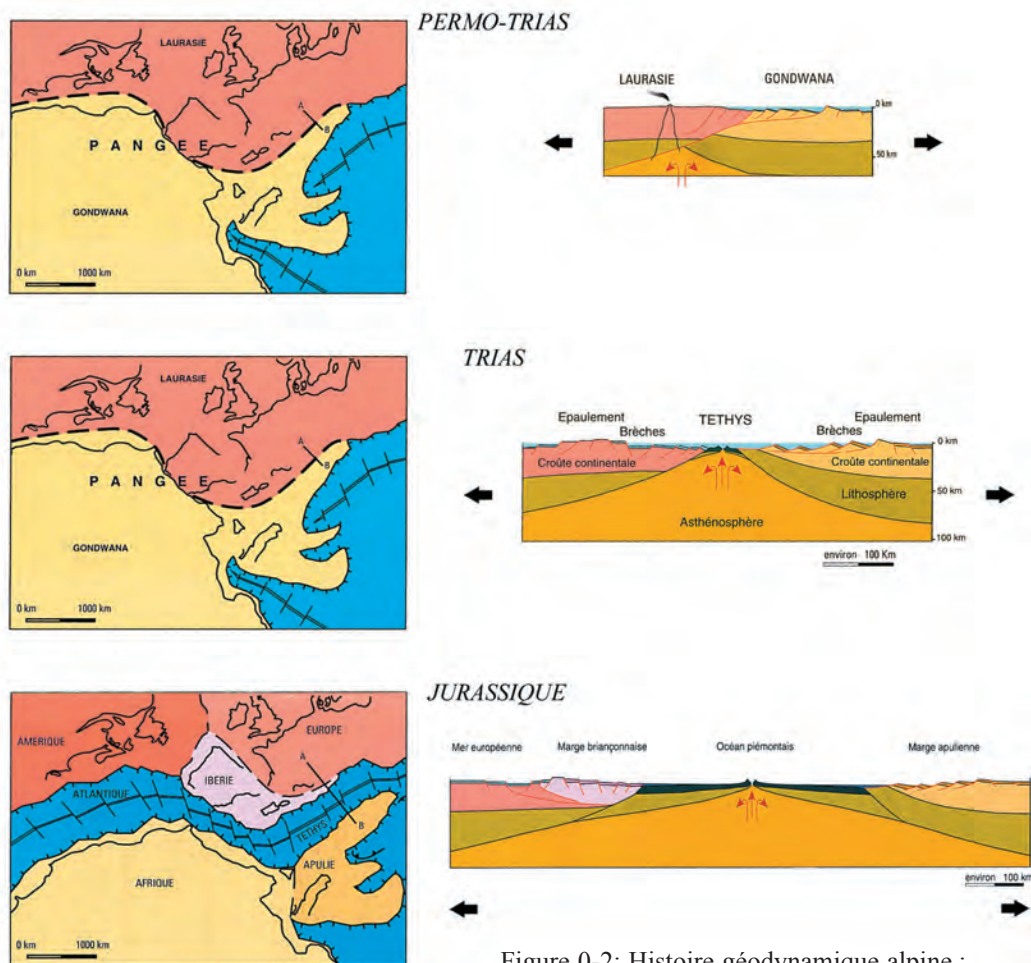 PERMO-TRIAS
LAURASIE
A
B
P A N G E E
GONDWANA
0 km 1000 km
LAURASIE GONDWANA
0 km
50 km
TRIAS
LAURASIE
A
B
P A N G E E
GONDWANA
0 km 1000 km
Epaulement TETHYS Epaulement
Brèches Brèches
0 km
Croûte continentale Croûte continentale
Lithosphère
50 km
Asthénosphère
100 km
environ 100 Km
JURASSIQUE
AMERIQUE
EUROPE
A
IBERIE
ATLANTIQUE
TETHYS
B
APULIE
AFRIQUE
0 km 1000 km
Mer européenne Marge briançonnaise Océan piémontais Marge apulienne
environ 100 km
Figure 0-2: Histoire géodynamique alpine :